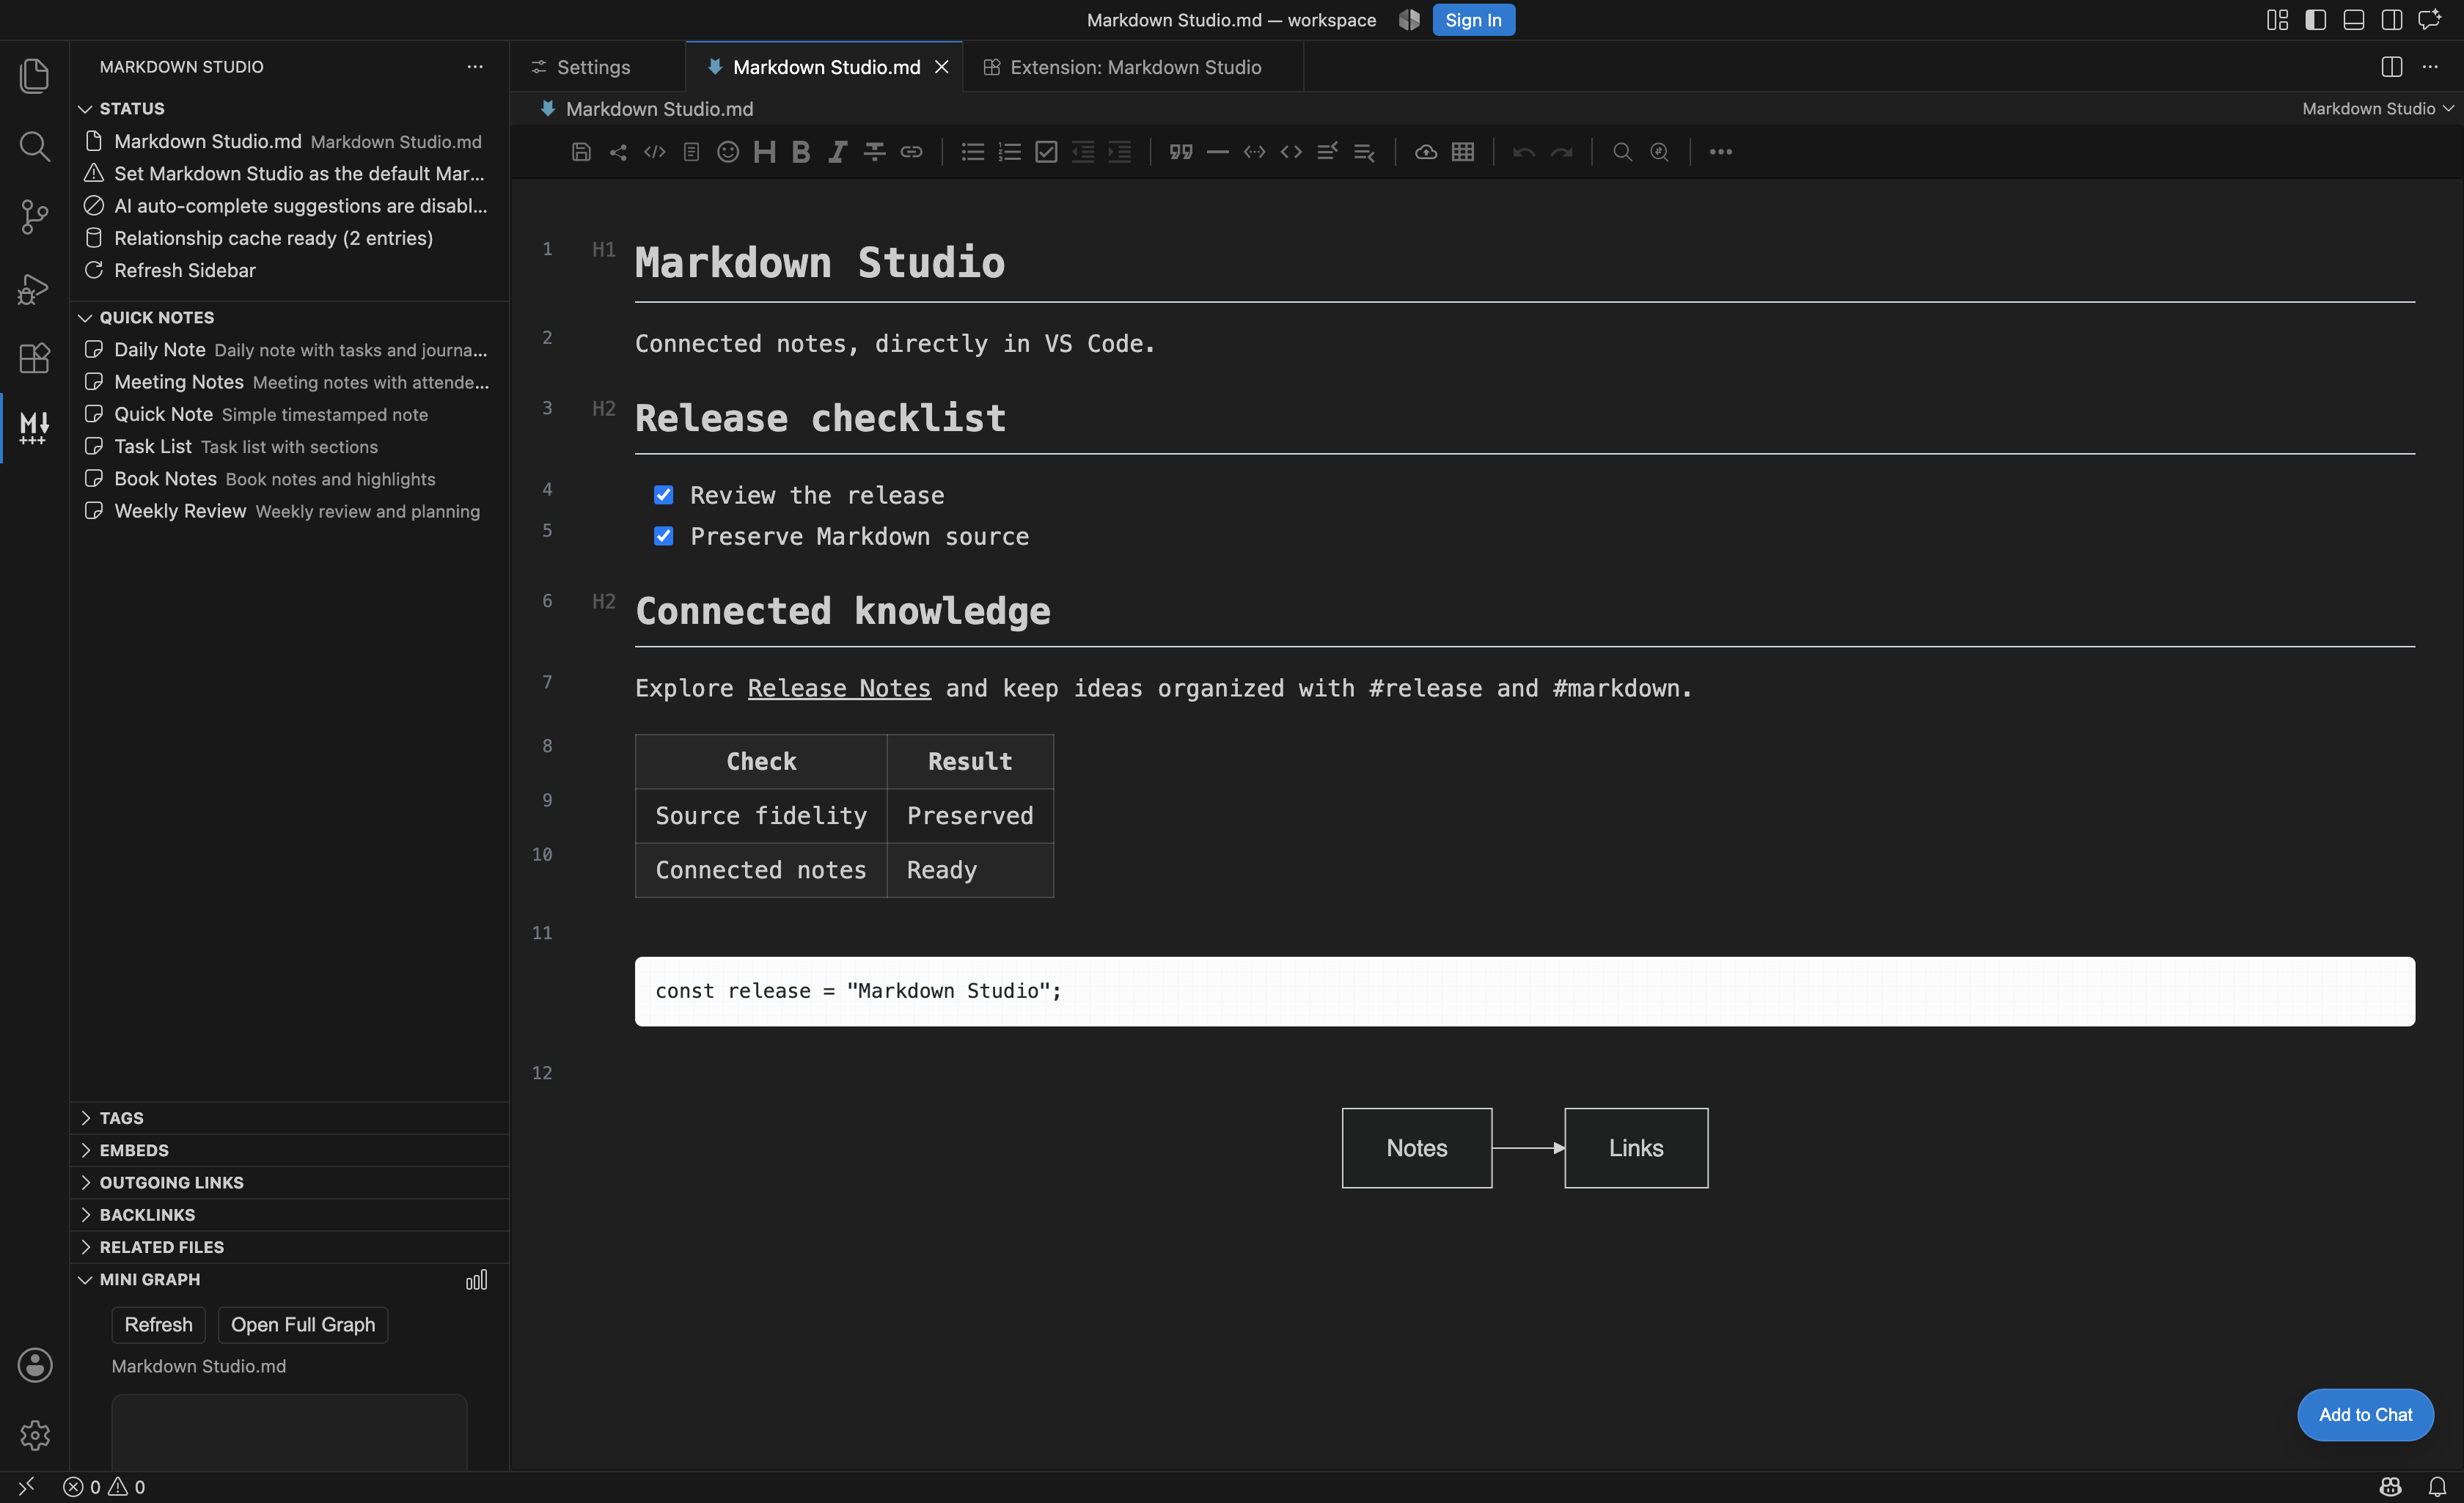 Markdown Studio.md — workspace
Sign In
MARKDOWN STUDIO
STATUS
Markdown Studio.md Markdown Studio.md
Set Markdown Studio as the default Mar...
AI auto-complete suggestions are disabl...
Relationship cache ready (2 entries)
Refresh Sidebar
QUICK NOTES
Daily Note Daily note with tasks and journa...
Meeting Notes Meeting notes with attende...
Quick Note Simple timestamped note
Task List Task list with sections
Book Notes Book notes and highlights
Weekly Review Weekly review and planning
TAGS
EMBEDS
OUTGOING LINKS
BACKLINKS
RELATED FILES
MINI GRAPH
Refresh Open Full Graph
Markdown Studio.md
Settings Markdown Studio.md Extension: Markdown Studio
Markdown Studio.md Markdown Studio
1 H1 Markdown Studio
2 Connected notes, directly in VS Code.
3 H2 Release checklist
4 Review the release
5 Preserve Markdown source
6 H2 Connected knowledge
7 Explore Release Notes and keep ideas organized with #release and #markdown.
8 Check Result
9 Source fidelity Preserved
10 Connected notes Ready
11
const release = "Markdown Studio";
12
Notes Links
Add to Chat
0 0